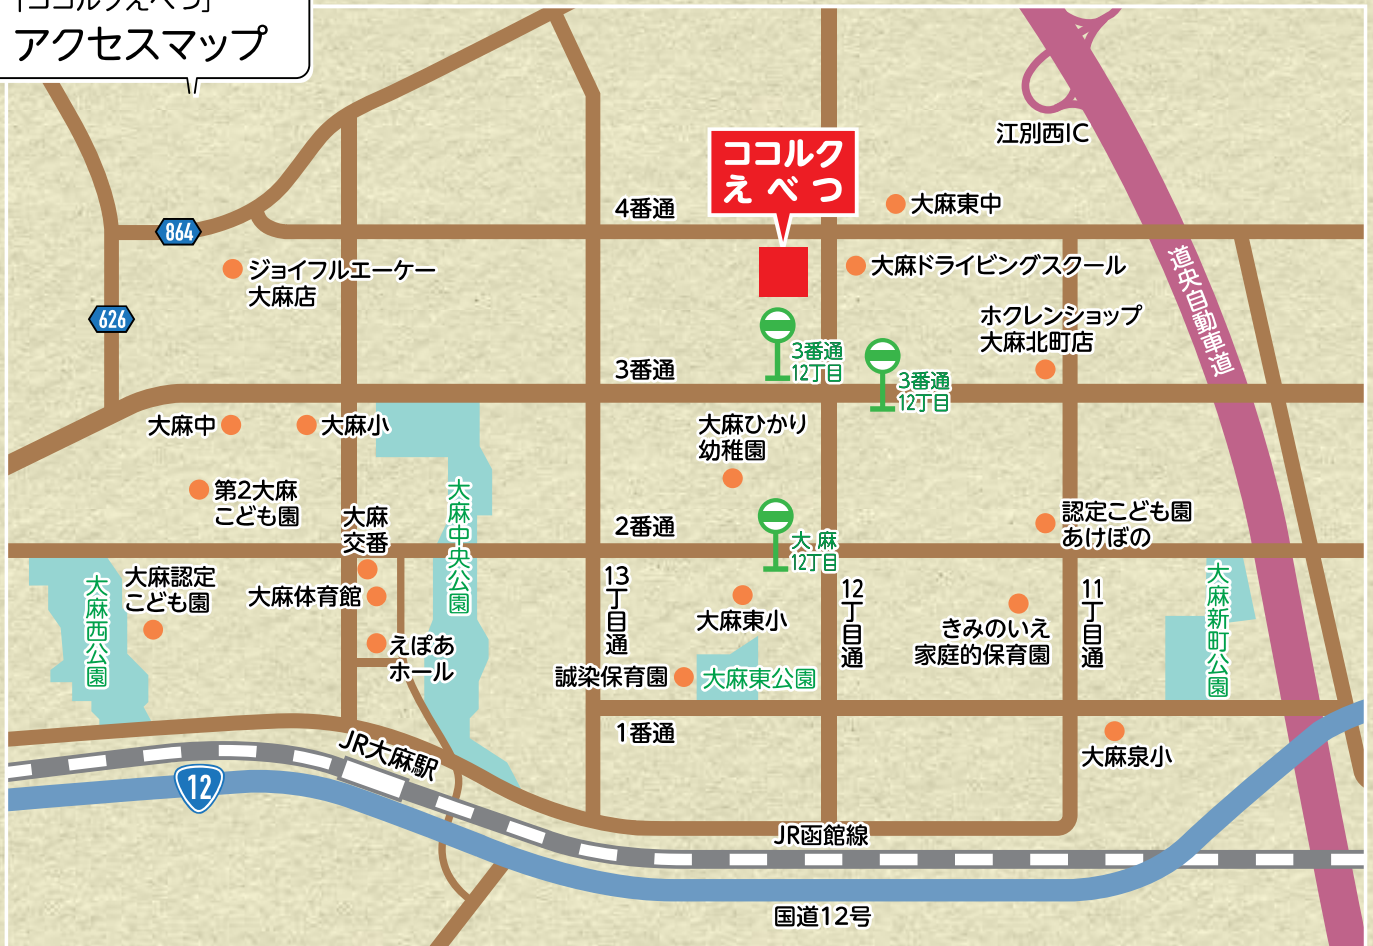 「ココルクえべつ」
アクセスマップ
江別西IC
ココルク
えべつ
4番通
大麻東中
864
ジョイフルエーケー
大麻店
大麻ドライビングスクール
道央自動車道
626
ホクレンショップ
大麻北町店
3番通
12丁目
3番通
3番通
12丁目
大麻中
大麻小
大麻ひかり
幼稚園
第2大麻
こども園
大麻
交番
大麻中央公園
2番通
大麻
12丁目
認定こども園
あけぼの
大麻西公園
大麻認定
こども園
大麻体育館
13丁目通
大麻東小
12丁目通
きみのいえ
家庭的保育園
11丁目通
大麻新町公園
えぽあ
ホール
誠染保育園
大麻東公園
1番通
大麻泉小
JR大麻駅
12
JR函館線
国道12号